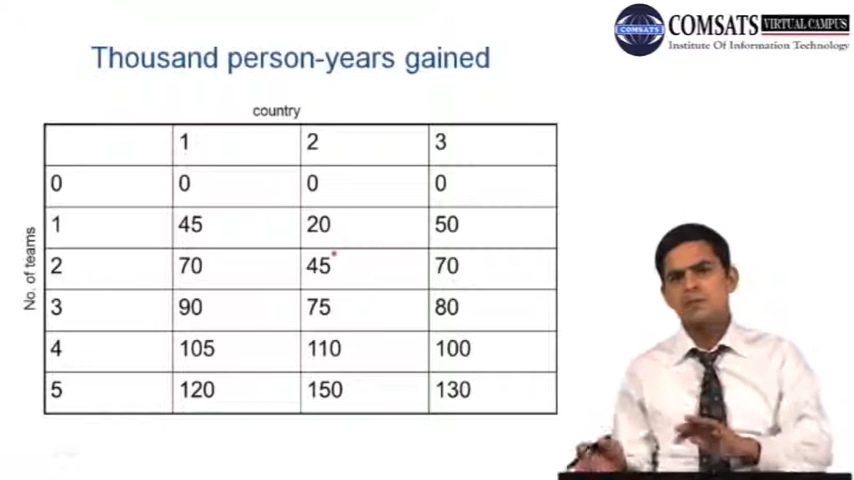 COMSATS
COMSATS VIRTUAL CAMPUS
Institute Of Information Technology
Thousand person-years gained
country
1 2 3
0 0 0 0
1 45 20 50
2 70 45 70
3 90 75 80
4 105 110 100
5 120 150 130
No. of teams